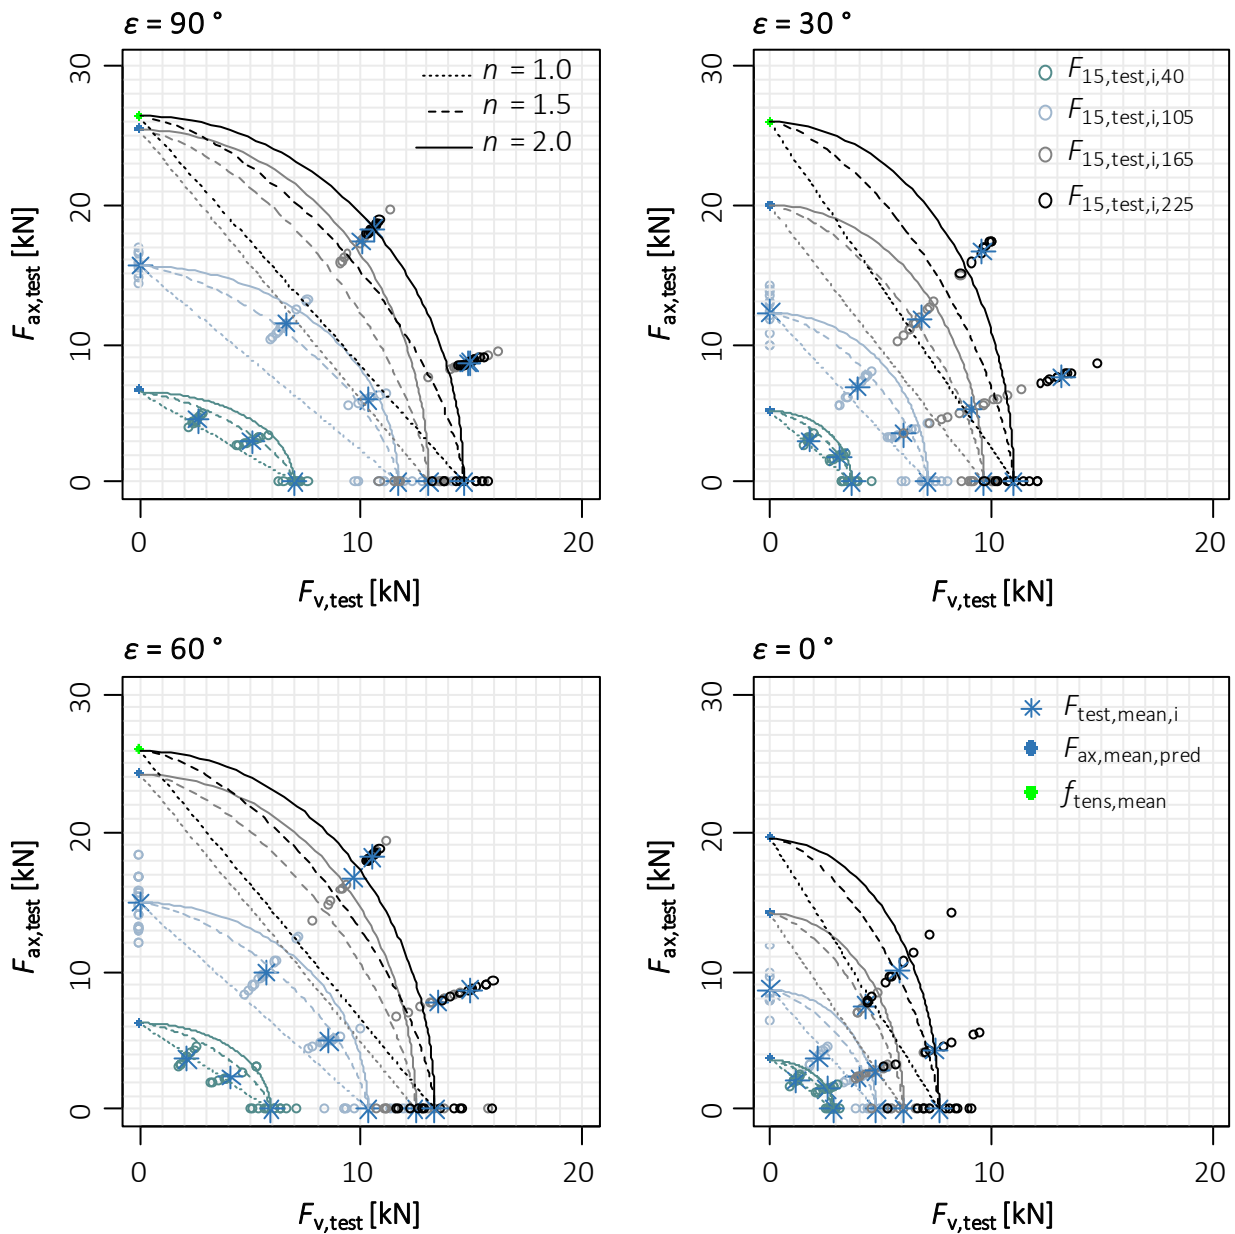 ε = 90 °
30
20
10
0
F_ax,test [kN]
n = 1.0
n = 1.5
n = 2.0
0 10 20
F_v,test [kN]
ε = 30 °
30
20
10
0
F_ax,test [kN]
F_15,test,i,40
F_15,test,i,105
F_15,test,i,165
F_15,test,i,225
0 10 20
F_v,test [kN]
ε = 60 °
30
20
10
0
F_ax,test [kN]
0 10 20
F_v,test [kN]
ε = 0 °
30
20
10
0
F_ax,test [kN]
F_test,mean,i
F_ax,mean,pred
f_tens,mean
0 10 20
F_v,test [kN]